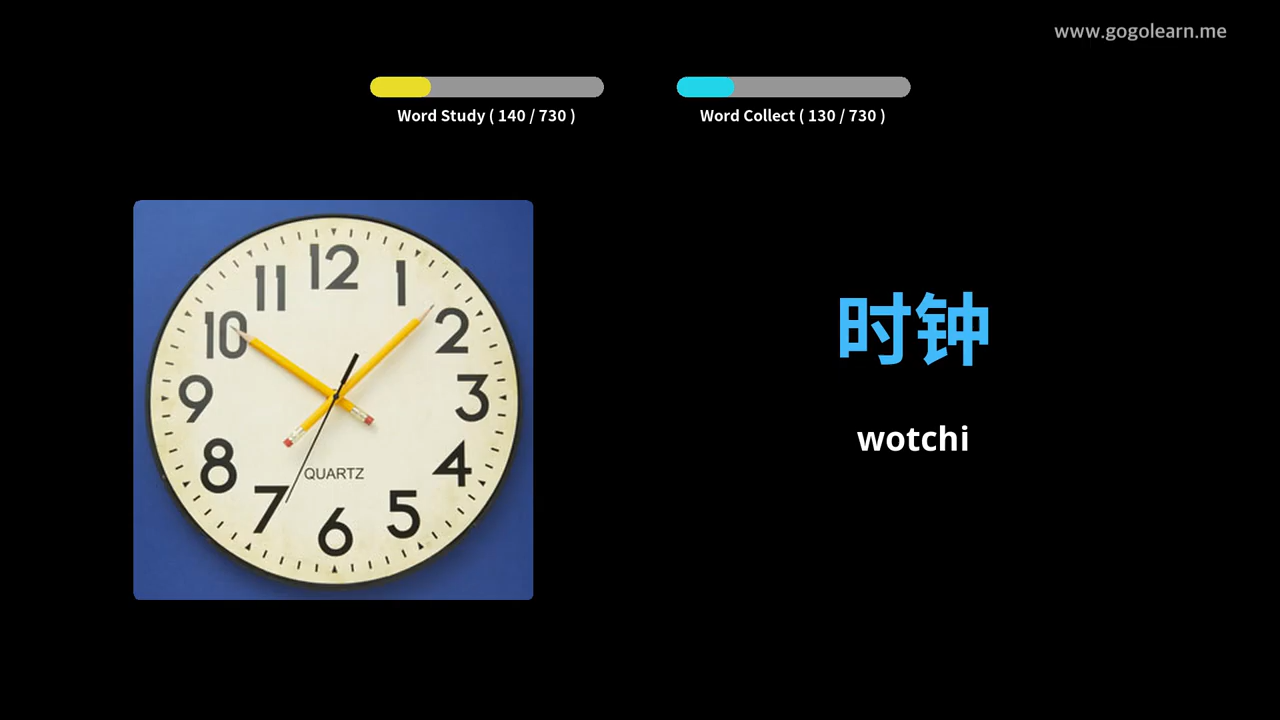 www.gogolearn.me
Word Study ( 140 / 730 )
Word Collect ( 130 / 730 )
12
11
1
10
2
9
3
8
4
QUARTZ
7
5
6
时钟
wotchi